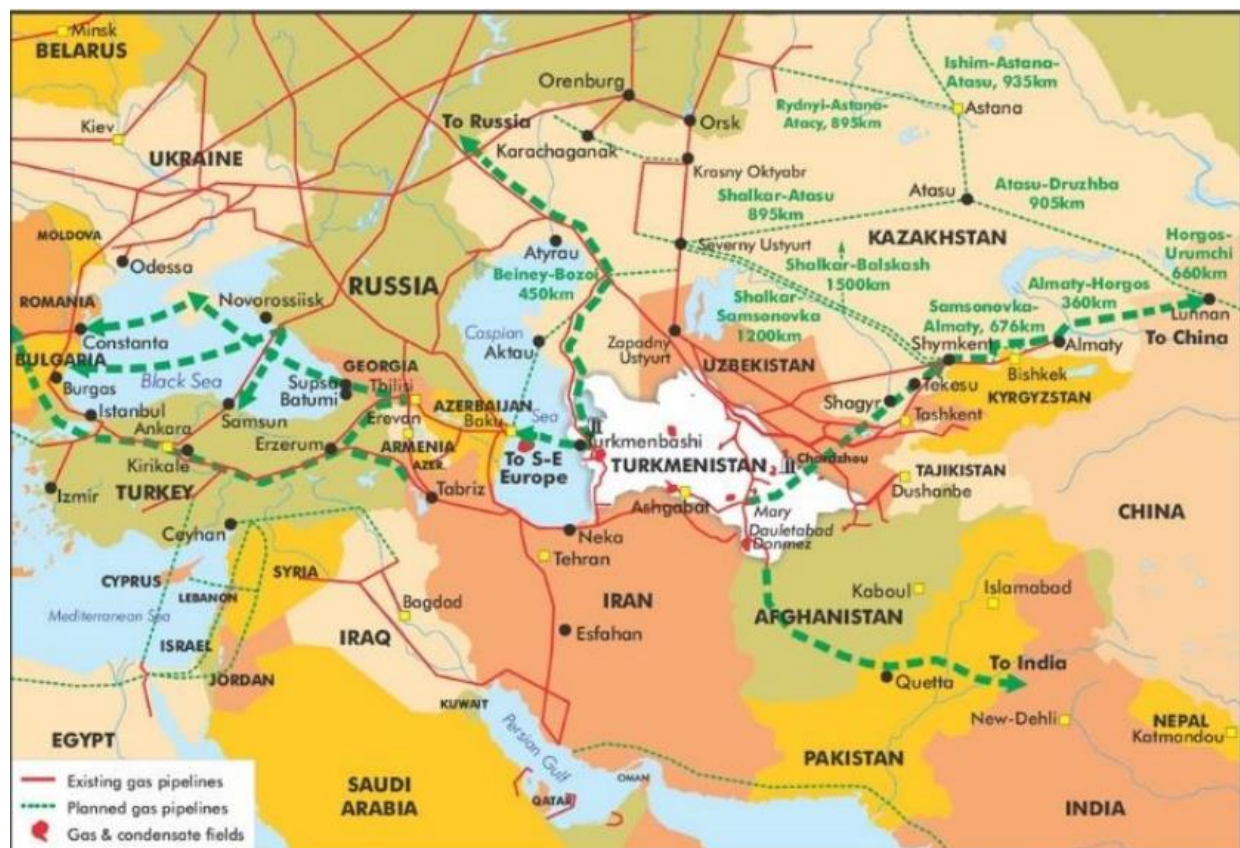 Minsk
BELARUS
Orenburg
Ishim-Astana-
Atasu, 935km
Kiev
To Russia
Orsk
Rydnyi-Astana-
Atacy, 895km
Astana
Karachaganak
UKRAINE
Krasny Oktyabr
Shalkar-Atasu
895km
Atasu
Atasu-Druzhba
905km
MOLDOVA
Odessa
Atyrau
Severny Ustyurt
KAZAKHSTAN
Horgos-
Urumchi
660km
RUSSIA
Beiney-Bozoi
450km
Shalkar-Balskash
1500km
ROMANIA
Novorossiisk
Almaty-Horgos
360km
Shalkar-
Samsonovka
1200km
Samsonovka-
Almaty, 676km
Luhnan
To China
Constanta
Caspian
Sea
Aktau
Zapadny
Ustyurt
Shymkent
Almaty
BULGARIA
Burgas
Black Sea
GEORGIA
Tbilisi
Supsa
Batumi
UZBEKISTAN
Bishkek
KYRGYZSTAN
Tekesu
Shagyr
Tashkent
Istanbul
Samsun
Ankara
Erevan
AZERBAIJAN
Baku
Kirikale
Erzerum
ARMENIA
AZER.
To S-E
Europe
Turkmenbashi
TURKMENISTAN
Chardzhou
TAJIKISTAN
Dushanbe
Izmir
TURKEY
Tabriz
Ashgabat
Mary
Dauletabad
Donmez
CHINA
Ceyhan
Neka
Tehran
CYPRUS
SYRIA
LEBANON
Mediterranean Sea
Bagdad
IRAN
Kaboul
Islamabad
AFGHANISTAN
ISRAEL
IRAQ
Esfahan
To India
JORDAN
Quetta
KUWAIT
New-Dehli
NEPAL
Katmandou
EGYPT
Persian Gulf
PAKISTAN
SAUDI
ARABIA
QATAR
OMAN
INDIA
Existing gas pipelines
Planned gas pipelines
Gas & condensate fields